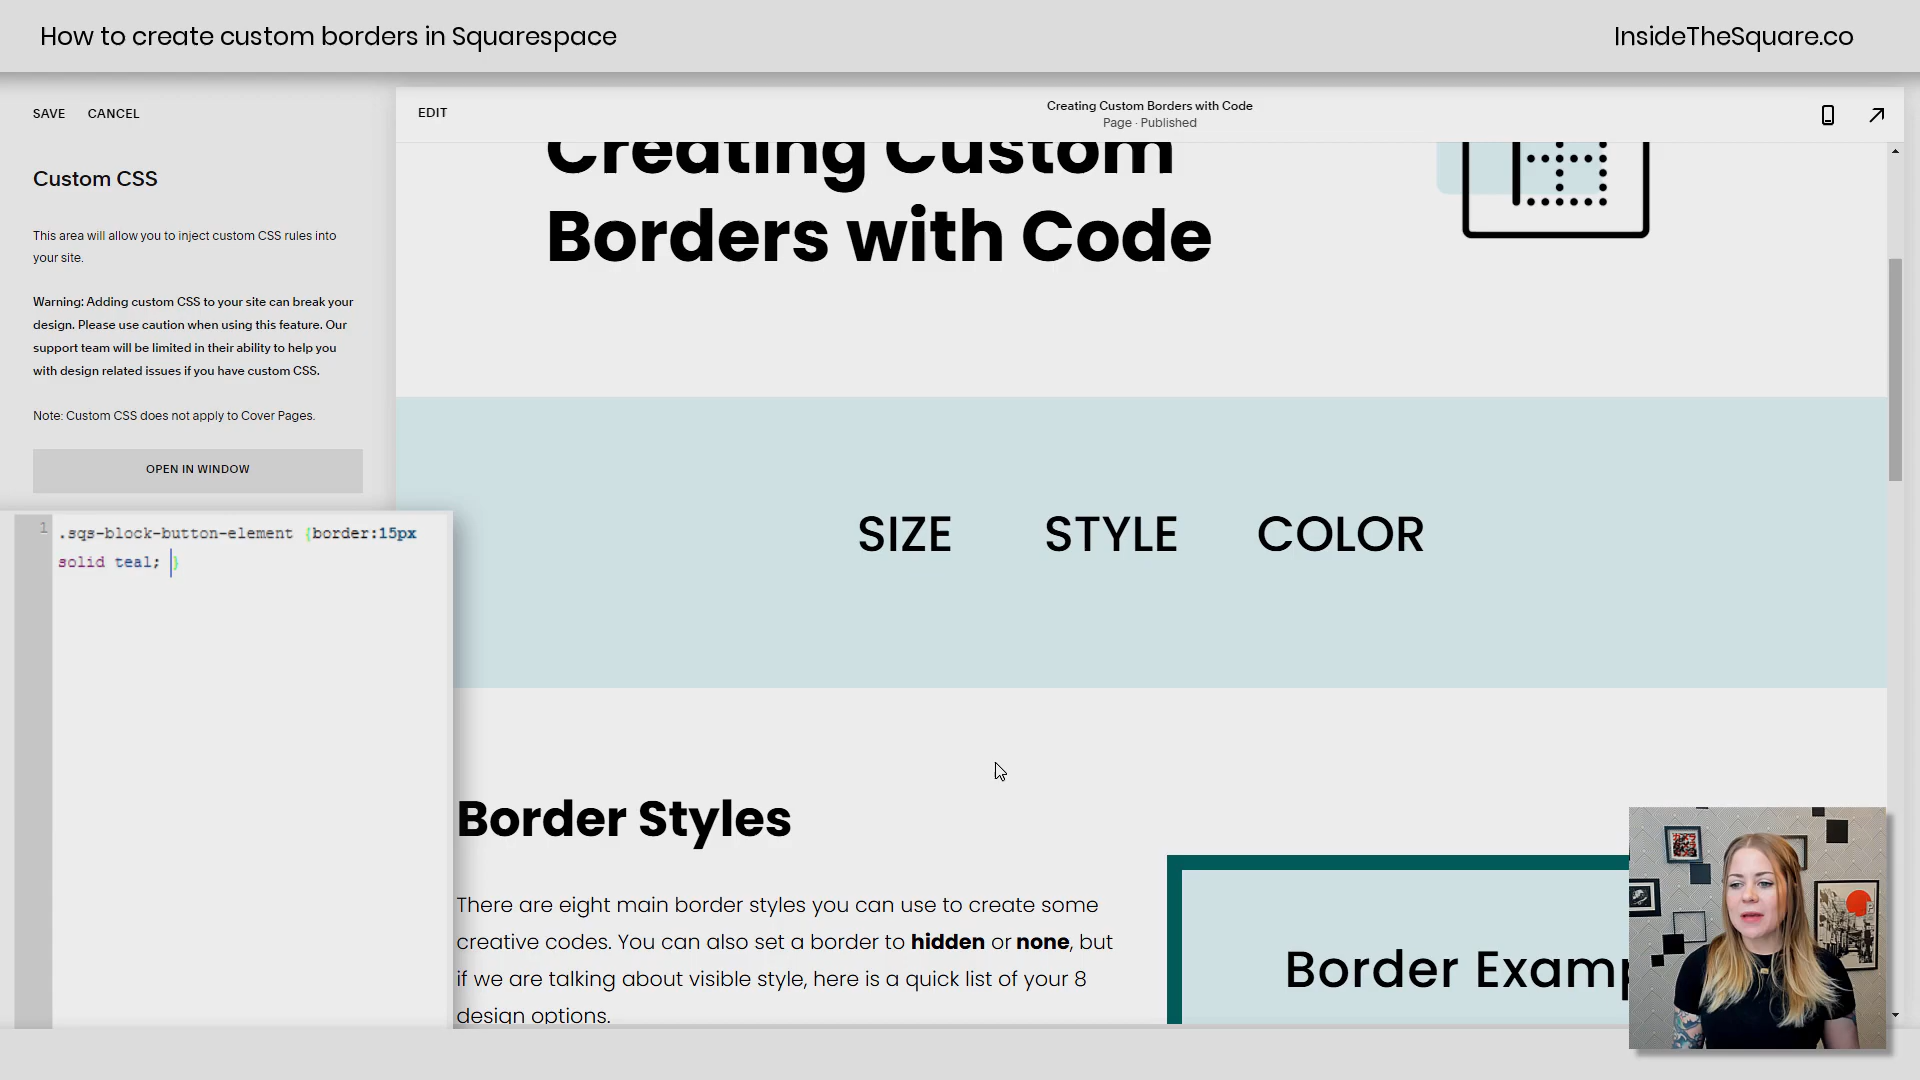 How to create custom borders in Squarespace
InsideTheSquare.co
SAVE CANCEL
EDIT
Creating Custom Borders with Code
Page · Published
Custom CSS
This area will allow you to inject custom CSS rules into
your site.
Warning: Adding custom CSS to your site can break your
design. Please use caution when using this feature. Our
support team will be limited in their ability to help you
with design related issues if you have custom CSS.
Note: Custom CSS does not apply to Cover Pages.
OPEN IN WINDOW
1
.sqs-block-button-element {border:15px
solid teal; }
Creating Custom
Borders with Code
SIZE STYLE COLOR
Border Styles
There are eight main border styles you can use to create some
creative codes. You can also set a border to hidden or none, but
if we are talking about visible style, here is a quick list of your 8
design options.
Border Examp